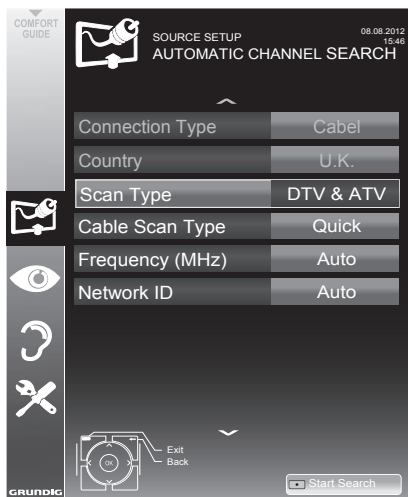 COMFORT
GUIDE
SOURCE SETUP
08.08.2012
15:46
AUTOMATIC CHANNEL SEARCH
Connection Type Cabel
Country U.K.
Scan Type DTV & ATV
Cable Scan Type Quick
Frequency (MHz) Auto
Network ID Auto
Exit
OK
Back
Start Search
GRUNDIG